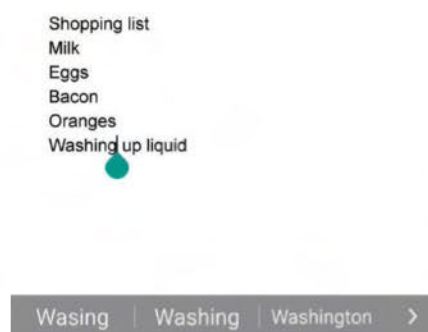 Shopping list
Milk
Eggs
Bacon
Oranges
Washing up liquid
Wasing Washing Washington >